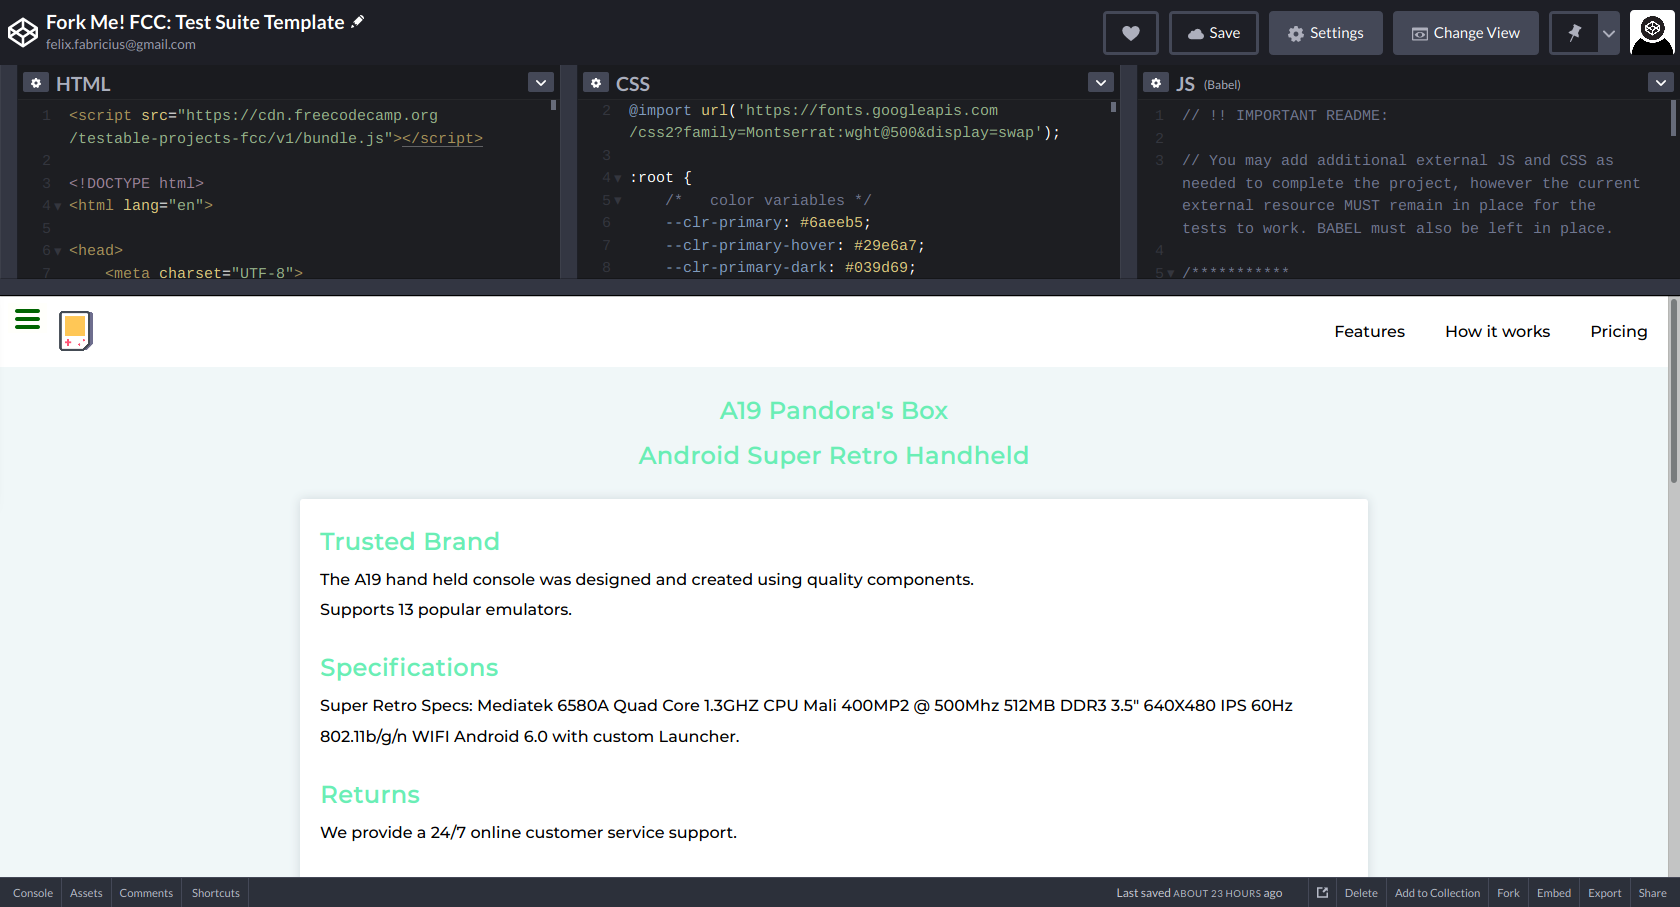 Fork Me! FCC: Test Suite Template
felix.fabricius@gmail.com
Save
Settings
Change View
HTML
1 <script src="https://cdn.freecodecamp.org
/testable-projects-fcc/v1/bundle.js"></script>
2
3 <!DOCTYPE html>
4 <html lang="en">
5
6 <head>
7 <meta charset="UTF-8">
CSS
2 @import url('https://fonts.googleapis.com
/css2?family=Montserrat:wght@500&display=swap');
3
4 :root {
5 /* color variables */
6 --clr-primary: #6aeeb5;
7 --clr-primary-hover: #29e6a7;
8 --clr-primary-dark: #039d69;
JS (Babel)
1 // !! IMPORTANT README:
2
3 // You may add additional external JS and CSS as
needed to complete the project, however the current
external resource MUST remain in place for the
tests to work. BABEL must also be left in place.
4
5 /***********
Features
How it works
Pricing
A19 Pandora's Box
Android Super Retro Handheld
Trusted Brand
The A19 hand held console was designed and created using quality components.
Supports 13 popular emulators.
Specifications
Super Retro Specs: Mediatek 6580A Quad Core 1.3GHZ CPU Mali 400MP2 @ 500Mhz 512MB DDR3 3.5" 640X480 IPS 60Hz
802.11b/g/n WIFI Android 6.0 with custom Launcher.
Returns
We provide a 24/7 online customer service support.
Console
Assets
Comments
Shortcuts
Last saved ABOUT 23 HOURS ago
Delete
Add to Collection
Fork
Embed
Export
Share